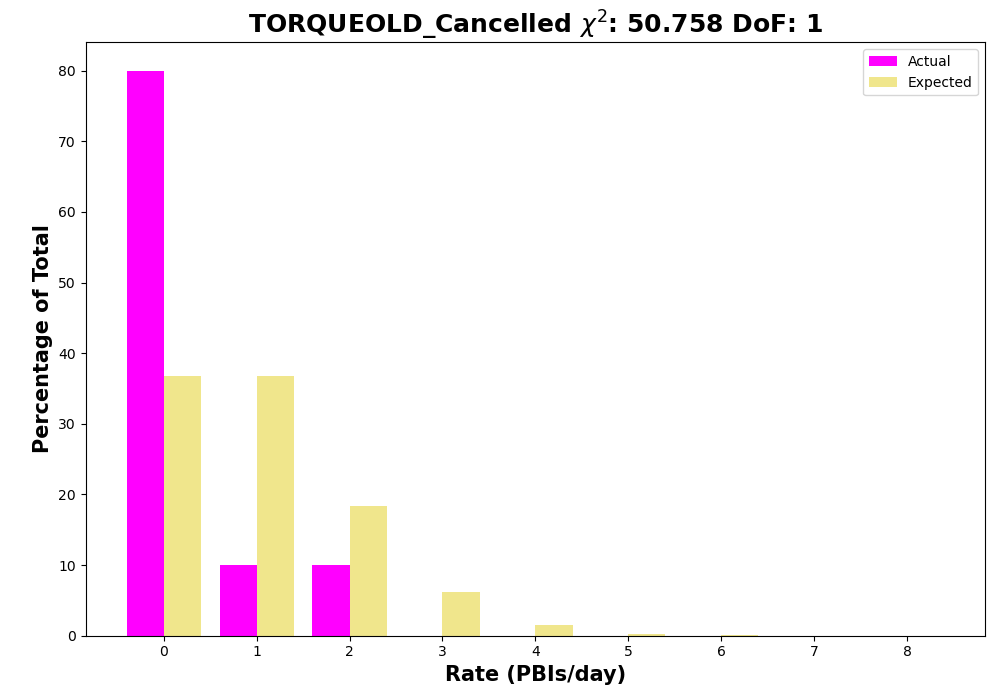 TORQUEOLD_Cancelled χ²: 50.758 DoF: 1
Actual
Expected
Percentage of Total
80
70
60
50
40
30
20
10
0
0 1 2 3 4 5 6 7 8
Rate (PBIs/day)